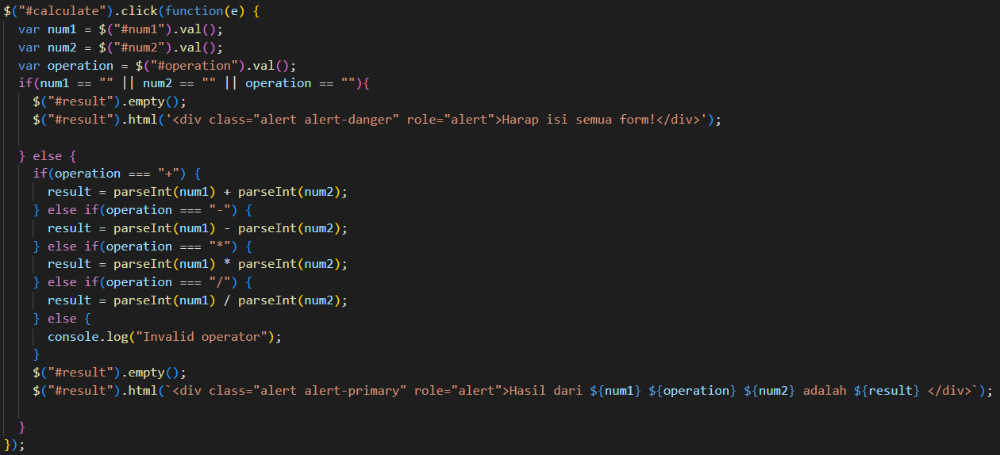 $("#calculate").click(function(e) {
var num1 = $("#num1").val();
var num2 = $("#num2").val();
var operation = $("#operation").val();
if(num1 == "" || num2 == "" || operation == ""){
$("#result").empty();
$("#result").html('<div class="alert alert-danger" role="alert">Harap isi semua form!</div>');
} else {
if(operation === "+") {
result = parseInt(num1) + parseInt(num2);
} else if(operation === "-") {
result = parseInt(num1) - parseInt(num2);
} else if(operation === "*") {
result = parseInt(num1) * parseInt(num2);
} else if(operation === "/") {
result = parseInt(num1) / parseInt(num2);
} else {
console.log("Invalid operator");
}
$("#result").empty();
$("#result").html(`<div class="alert alert-primary" role="alert">Hasil dari ${num1} ${operation} ${num2} adalah ${result} </div>`);
}
});